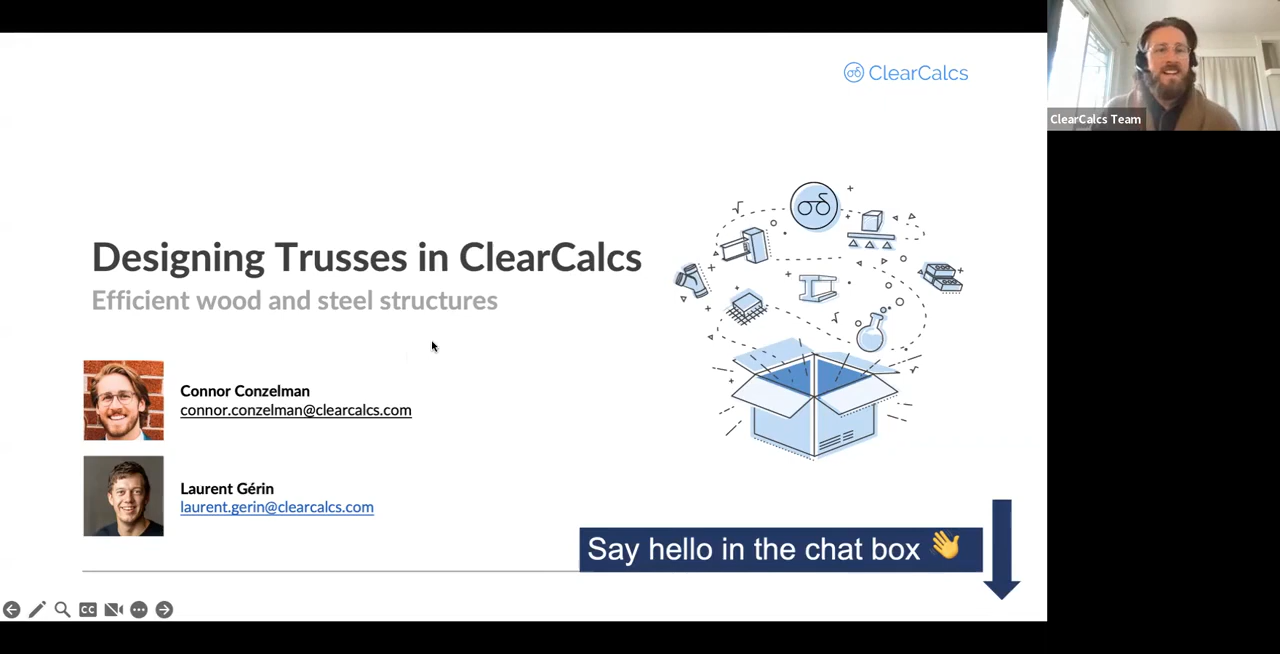 ClearCalcs
ClearCalcs Team
Designing Trusses in ClearCalcs
Efficient wood and steel structures
Connor Conzelman
connor.conzelman@clearcalcs.com
Laurent Gérin
laurent.gerin@clearcalcs.com
Say hello in the chat box 👋
CC